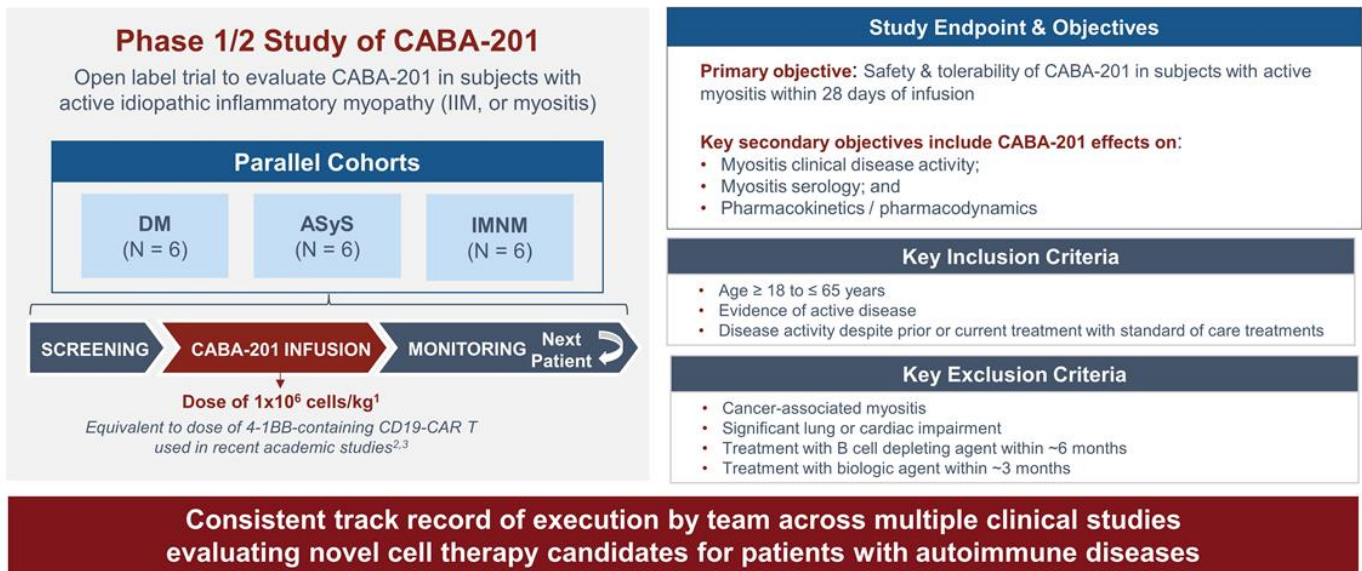 Phase 1/2 Study of CABA-201
Open label trial to evaluate CABA-201 in subjects with
active idiopathic inflammatory myopathy (IIM, or myositis)
Parallel Cohorts
DM
(N = 6)
ASyS
(N = 6)
IMNM
(N = 6)
SCREENING
CABA-201 INFUSION
MONITORING
Next
Patient
Dose of 1x10⁶ cells/kg¹
Equivalent to dose of 4-1BB-containing CD19-CAR T
used in recent academic studies²,³
Study Endpoint & Objectives
Primary objective: Safety & tolerability of CABA-201 in subjects with active
myositis within 28 days of infusion
Key secondary objectives include CABA-201 effects on:
• Myositis clinical disease activity;
• Myositis serology; and
• Pharmacokinetics / pharmacodynamics
Key Inclusion Criteria
• Age ≥ 18 to ≤ 65 years
• Evidence of active disease
• Disease activity despite prior or current treatment with standard of care treatments
Key Exclusion Criteria
• Cancer-associated myositis
• Significant lung or cardiac impairment
• Treatment with B cell depleting agent within ~6 months
• Treatment with biologic agent within ~3 months
Consistent track record of execution by team across multiple clinical studies
evaluating novel cell therapy candidates for patients with autoimmune diseases